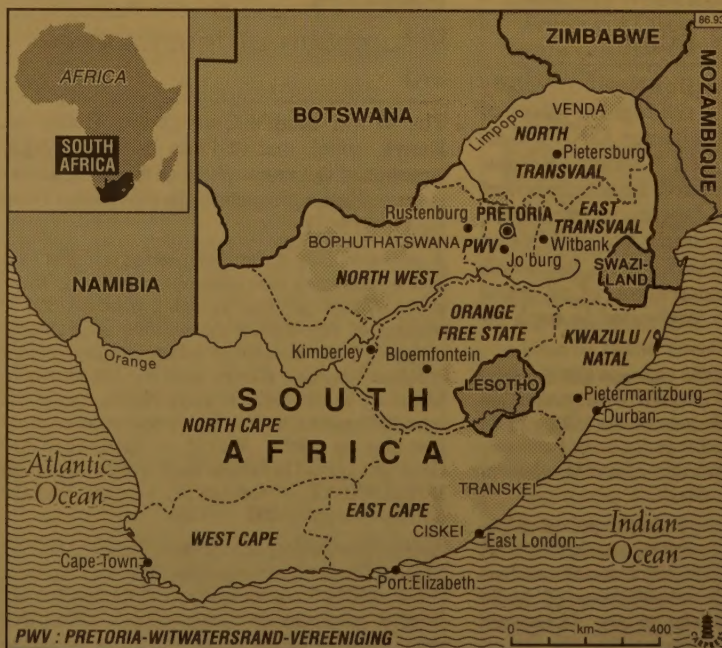 86.93
ZIMBABWE
MOZAMBIQUE
AFRICA
SOUTH
AFRICA
BOTSWANA
Limpopo
VENDA
NORTH
TRANSVAAL
Pietersburg
Rustenburg
PRETORIA
EAST
TRANSVAAL
BOPHUTHATSWANA
PWV
Witbank
Jo'burg
NAMIBIA
NORTH WEST
SWAZI-
LAND
ORANGE
FREE STATE
KWAZULU /
NATAL
Orange
Kimberley
Bloemfontein
LESOTHO
Pietermaritzburg
Durban
SOUTH
NORTH CAPE
AFRICA
Atlantic
Ocean
TRANSKEI
EAST CAPE
WEST CAPE
CISKEI
East London
Indian
Ocean
Cape Town
Port Elizabeth
PWV : PRETORIA-WITWATERSRAND-VEREENIGING
0 km 400